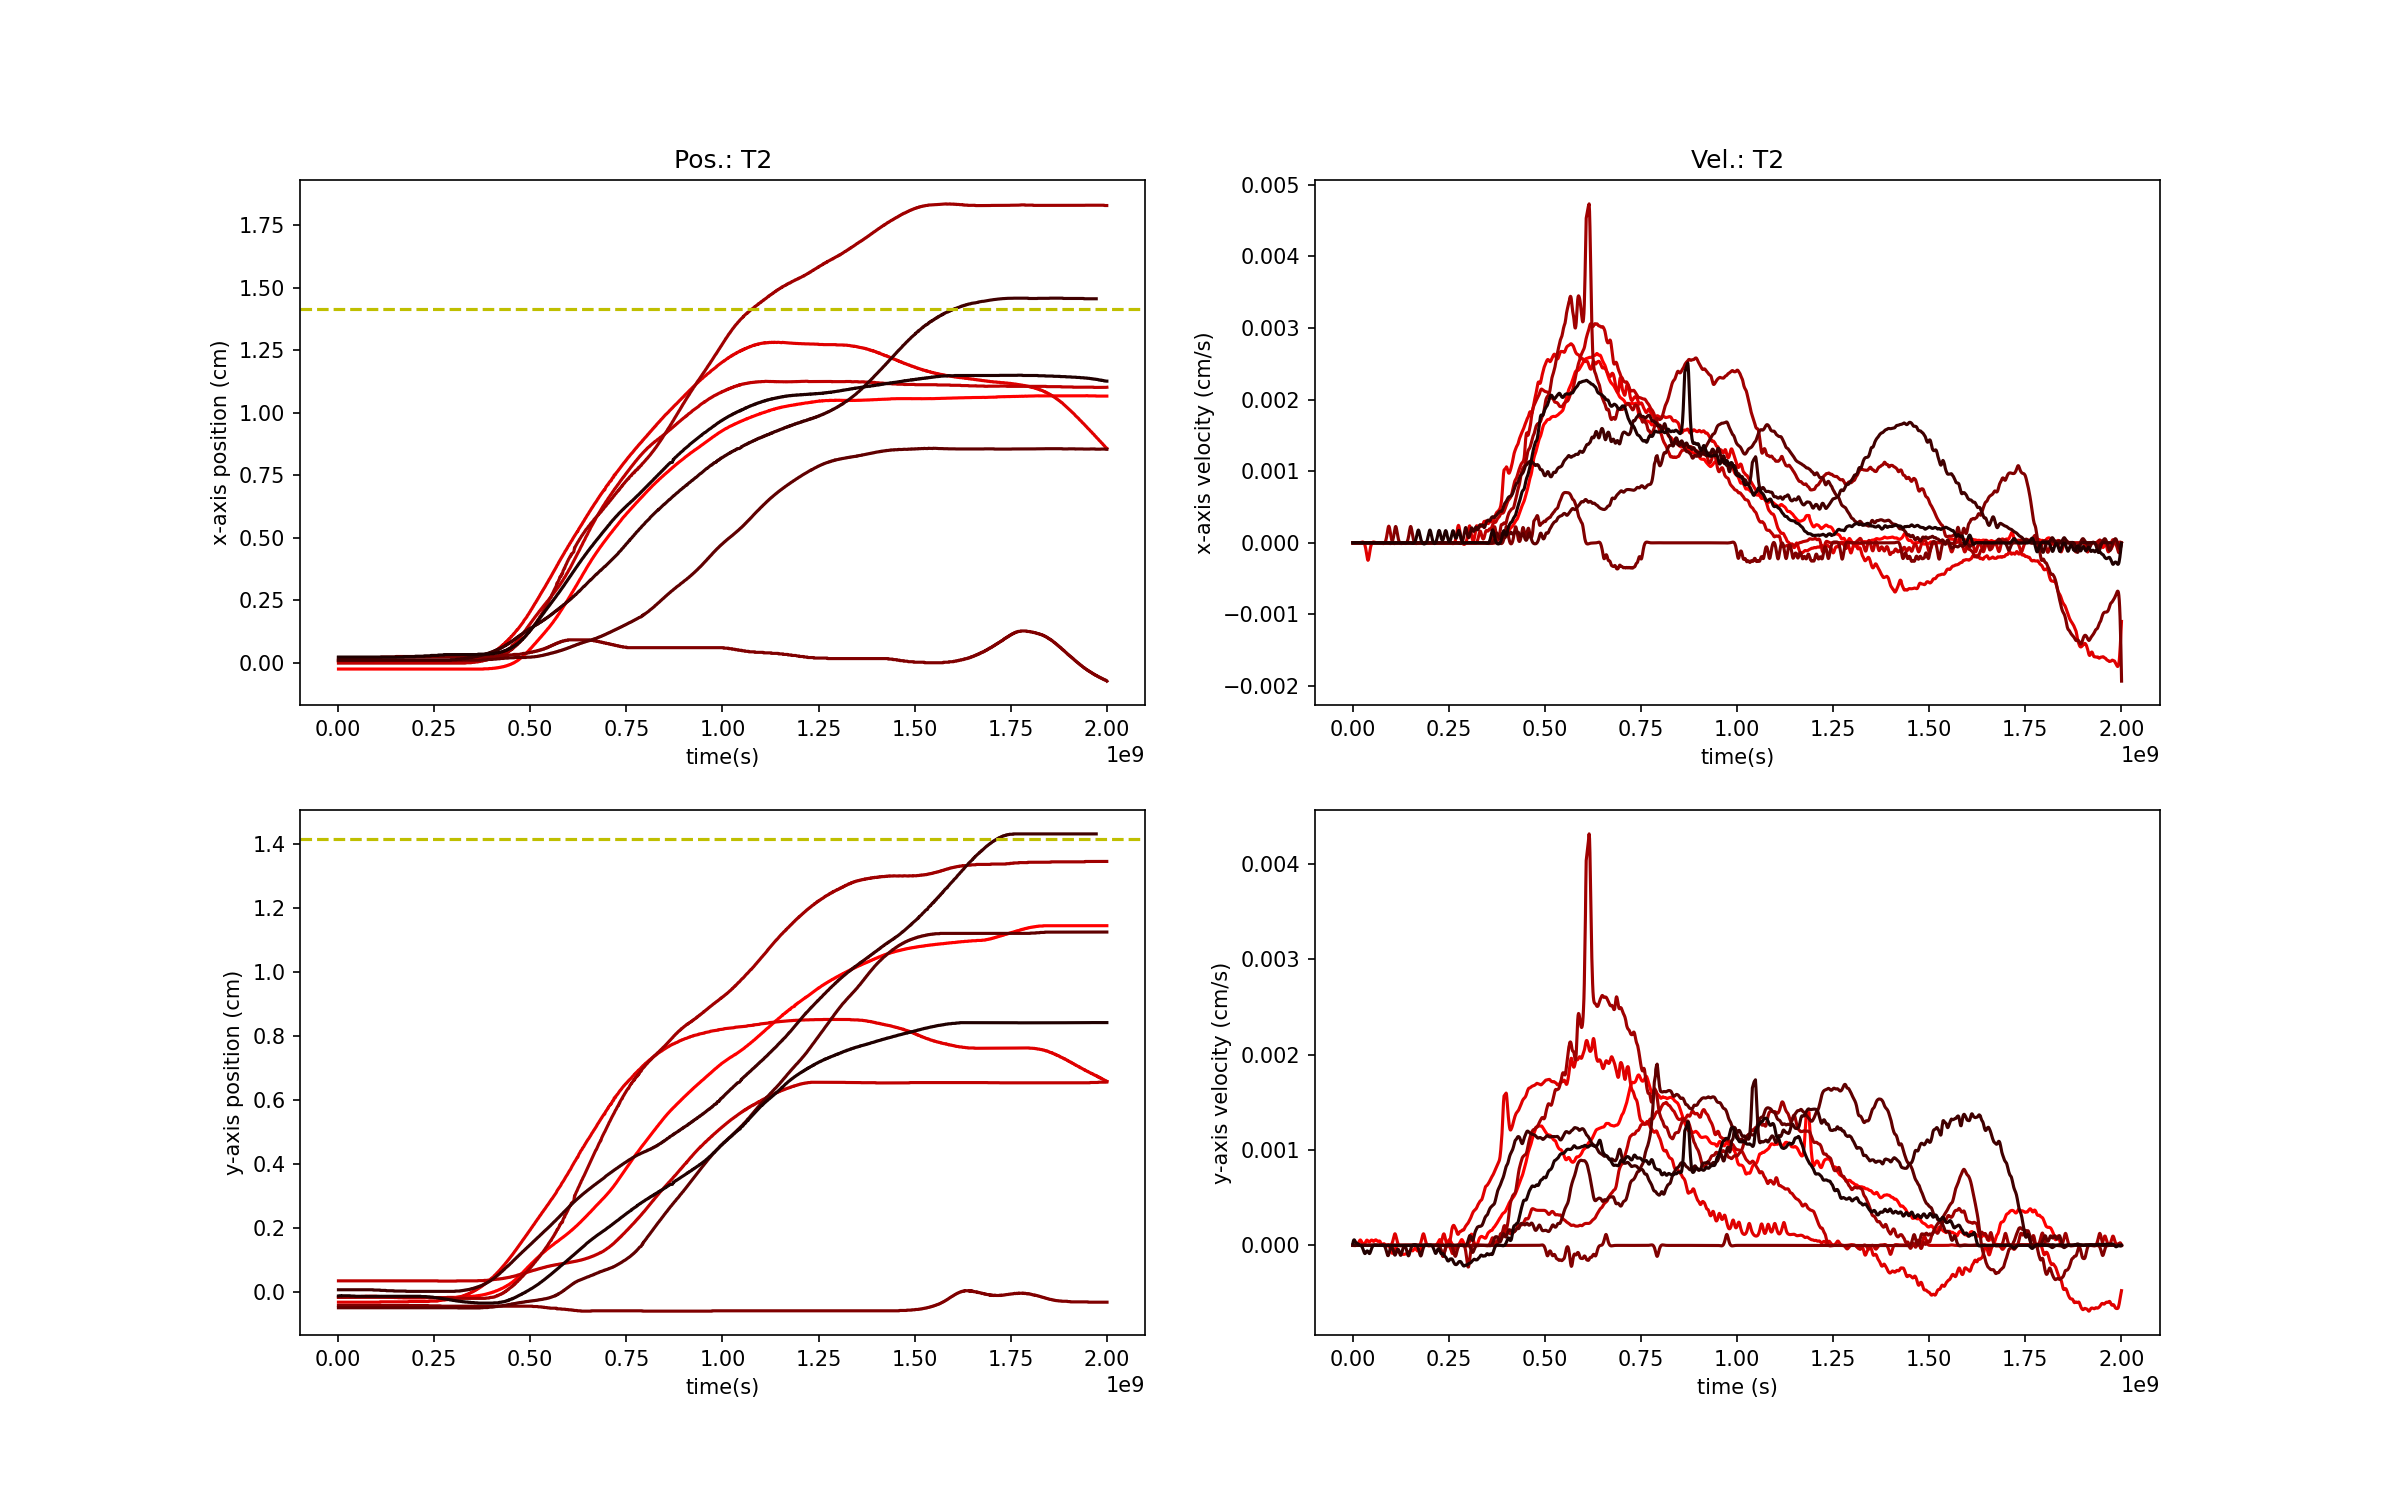 Pos.: T2
Vel.: T2
x-axis position (cm)
1.75
1.50
1.25
1.00
0.75
0.50
0.25
0.00
0.00 0.25 0.50 0.75 1.00 1.25 1.50 1.75 2.00
time(s)
1e9
x-axis velocity (cm/s)
0.005
0.004
0.003
0.002
0.001
0.000
−0.001
−0.002
0.00 0.25 0.50 0.75 1.00 1.25 1.50 1.75 2.00
time(s)
1e9
y-axis position (cm)
1.4
1.2
1.0
0.8
0.6
0.4
0.2
0.0
0.00 0.25 0.50 0.75 1.00 1.25 1.50 1.75 2.00
time(s)
1e9
y-axis velocity (cm/s)
0.004
0.003
0.002
0.001
0.000
0.00 0.25 0.50 0.75 1.00 1.25 1.50 1.75 2.00
time (s)
1e9